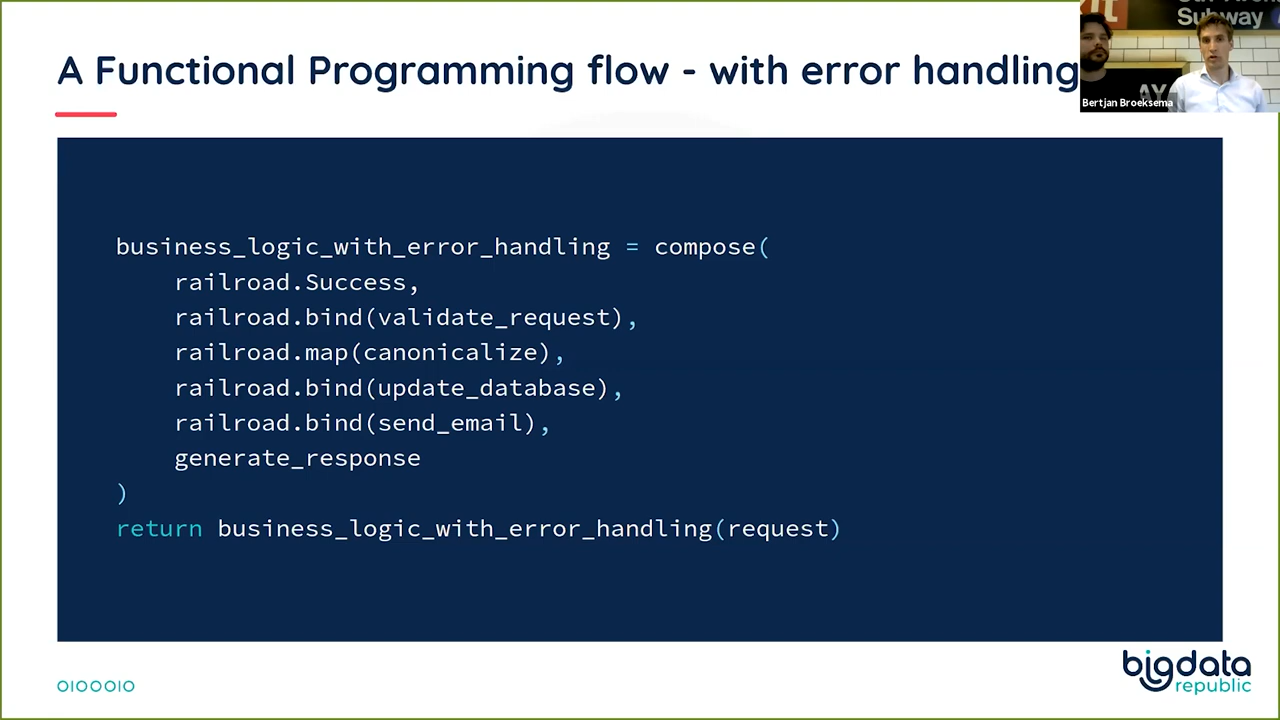 A Functional Programming flow - with error handling
Subway
Bertjan Broeksema
business_logic_with_error_handling = compose(
railroad.Success,
railroad.bind(validate_request),
railroad.map(canonicalize),
railroad.bind(update_database),
railroad.bind(send_email),
generate_response
)
return business_logic_with_error_handling(request)
0100010
bigdata
republic